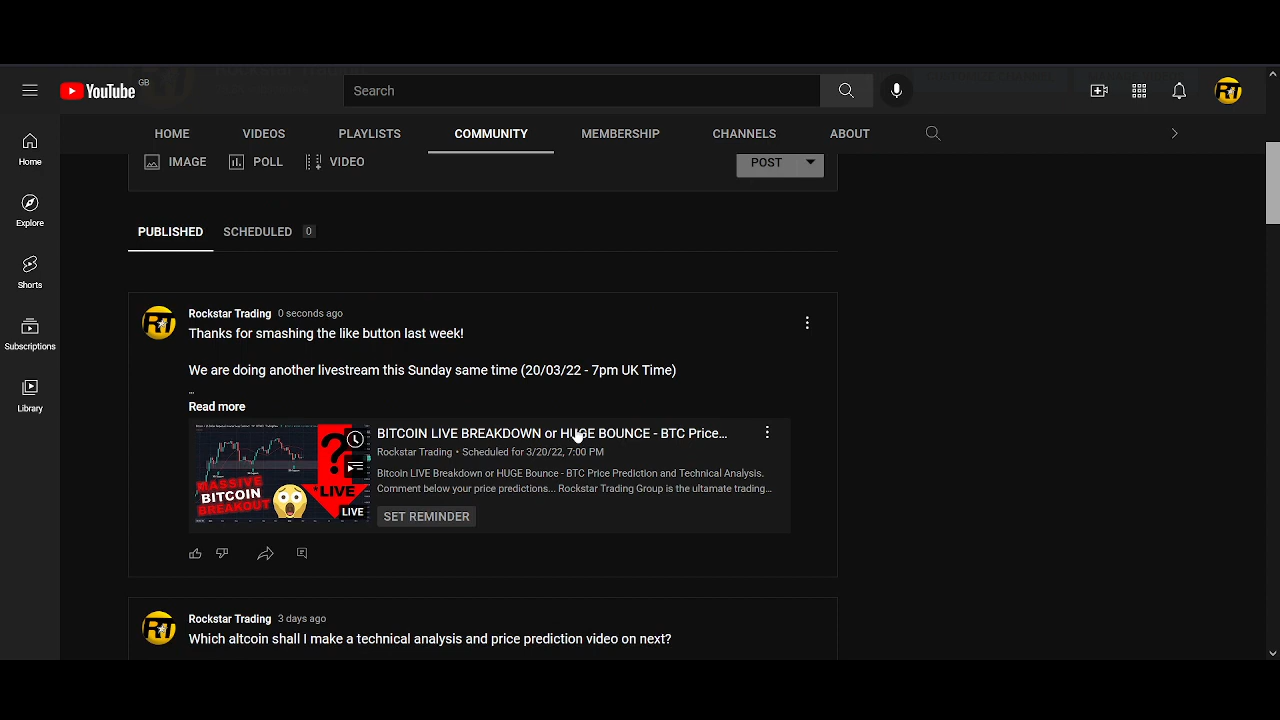 YouTube GB
Search
HOME VIDEOS PLAYLISTS COMMUNITY MEMBERSHIP CHANNELS ABOUT
Home
Explore
Shorts
Subscriptions
Library
IMAGE POLL VIDEO POST
PUBLISHED SCHEDULED 0
Rockstar Trading 0 seconds ago
Thanks for smashing the like button last week!
We are doing another livestream this Sunday same time (20/03/22 - 7pm UK Time)
...
Read more
MASSIVE
BITCOIN
BREAKOUT
?
*LIVE
LIVE
BITCOIN LIVE BREAKDOWN or HUGE BOUNCE - BTC Price...
Rockstar Trading • Scheduled for 3/20/22, 7:00 PM
Bitcoin LIVE Breakdown or HUGE Bounce - BTC Price Prediction and Technical Analysis.
Comment below your price predictions... Rockstar Trading Group is the ultamate trading...
SET REMINDER
Rockstar Trading 3 days ago
Which altcoin shall I make a technical analysis and price prediction video on next?